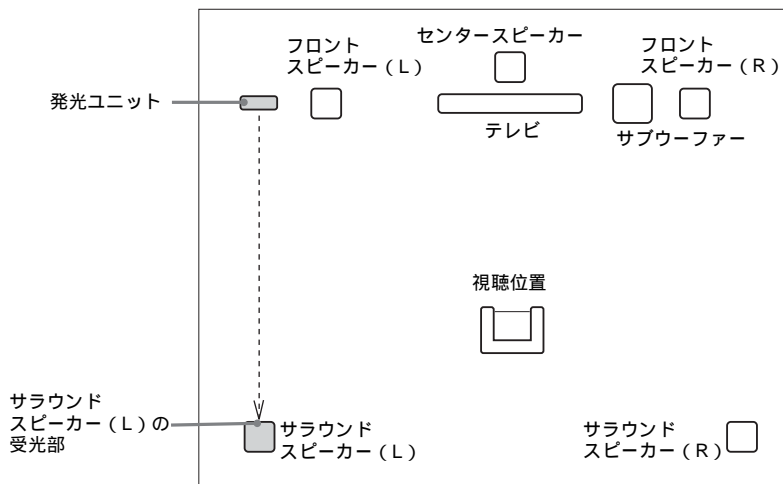 フロント
スピーカー(L)
センタースピーカー
フロント
スピーカー(R)
発光ユニット
テレビ
サブウーファー
視聴位置
サラウンド
スピーカー(L)の
受光部
サラウンド
スピーカー(L)
サラウンド
スピーカー(R)